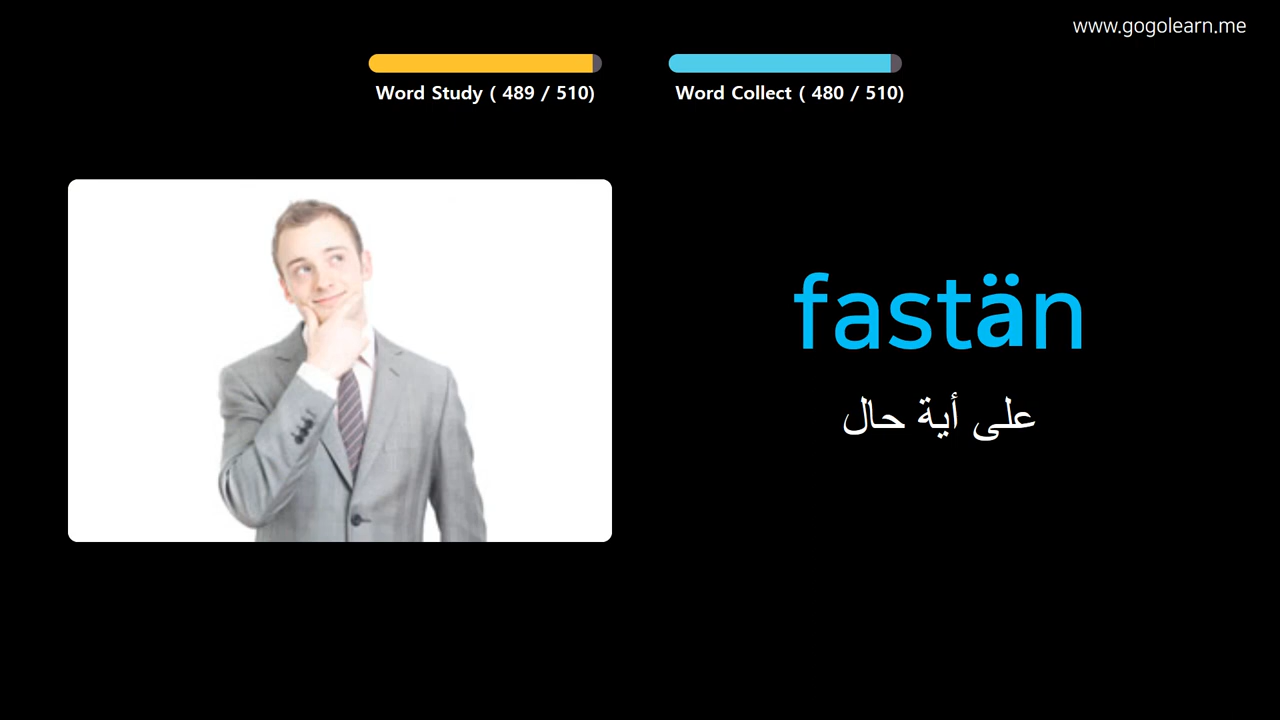 www.gogolearn.me
Word Study ( 489 / 510)
Word Collect ( 480 / 510)
fastän
على أية حال